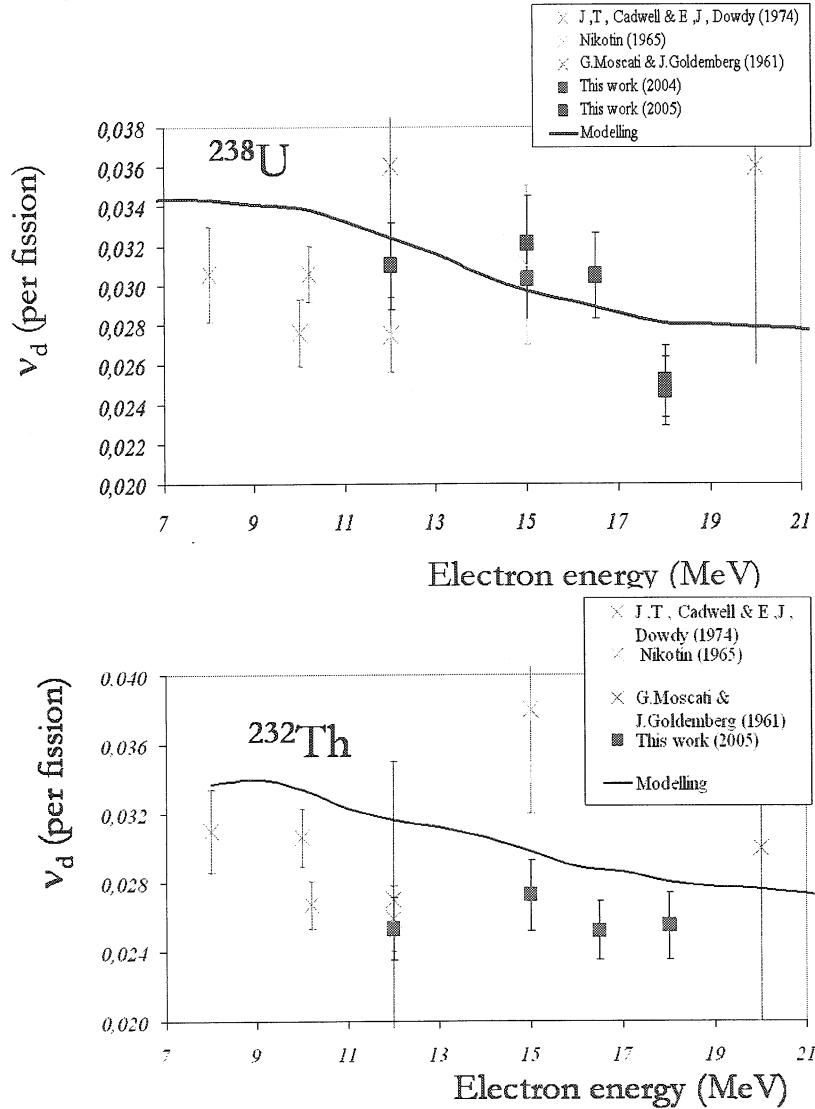 J ,T , Cadwell & E ,J , Dowdy (1974)
Nikotin (1965)
G.Moscati & J.Goldemberg (1961)
This work (2004)
This work (2005)
Modelling
0,038
0,036
0,034
0,032
0,030
0,028
0,026
0,024
0,022
0,020
238U
νd (per fission)
7 9 11 13 15 17 19 21
Electron energy (MeV)
J ,T , Cadwell & E ,J ,
Dowdy (1974)
Nikotin (1965)
G.Moscati &
J.Goldemberg (1961)
This work (2005)
Modelling
0.040
0,036
0,032
0,028
0,024
0,020
232Th
νd (per fission)
7 9 11 13 15 17 19 21
Electron energy (MeV)